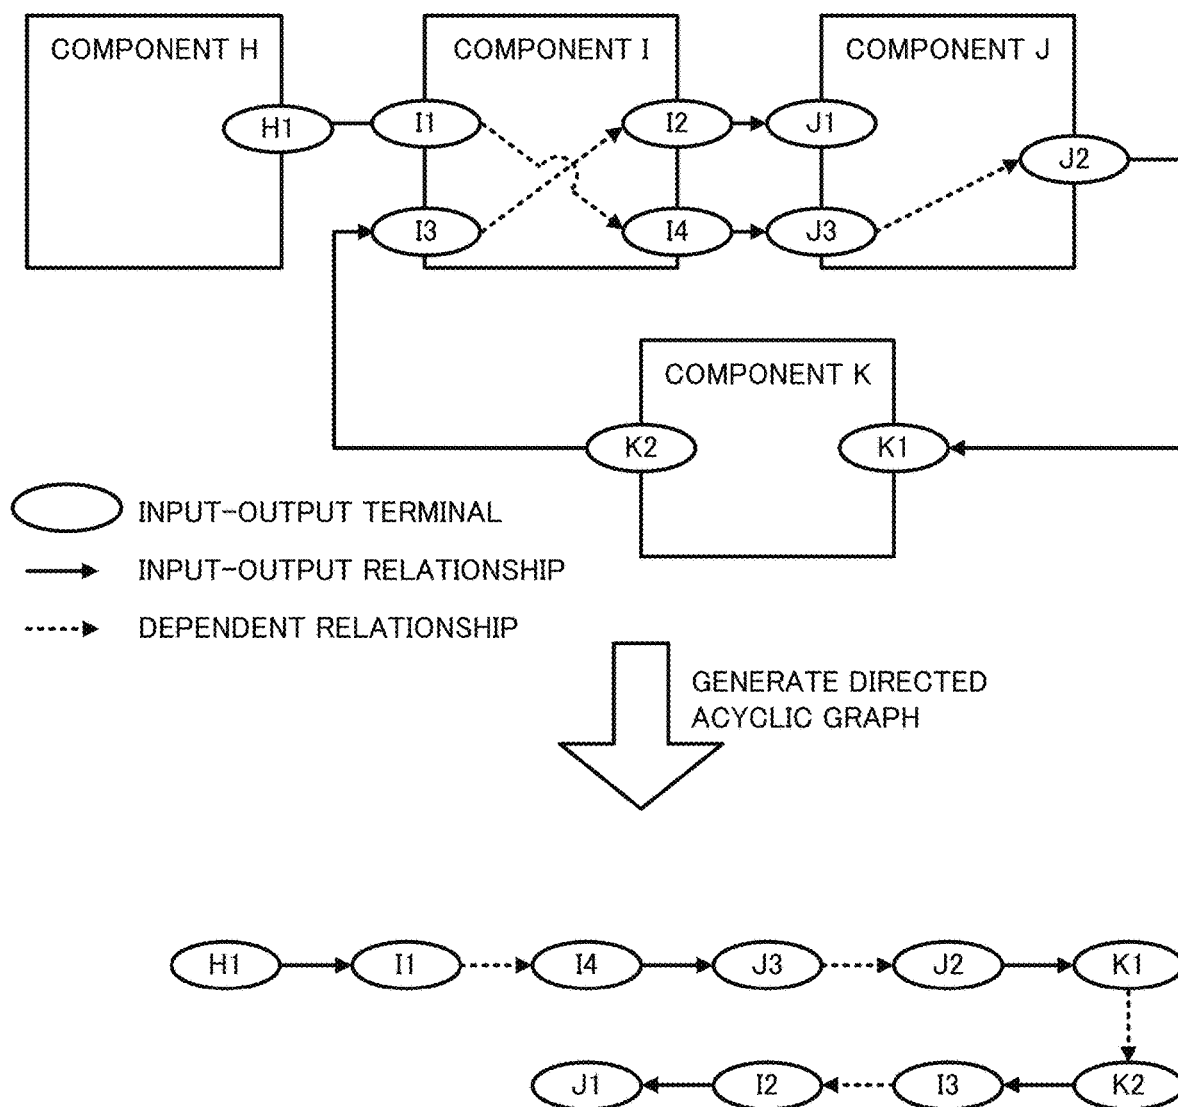 COMPONENT H
COMPONENT I
COMPONENT J
H1
I1
I2
J1
J2
I3
I4
J3
COMPONENT K
K2
K1
INPUT-OUTPUT TERMINAL
INPUT-OUTPUT RELATIONSHIP
DEPENDENT RELATIONSHIP
GENERATE DIRECTED
ACYCLIC GRAPH
H1
I1
I4
J3
J2
K1
J1
I2
I3
K2